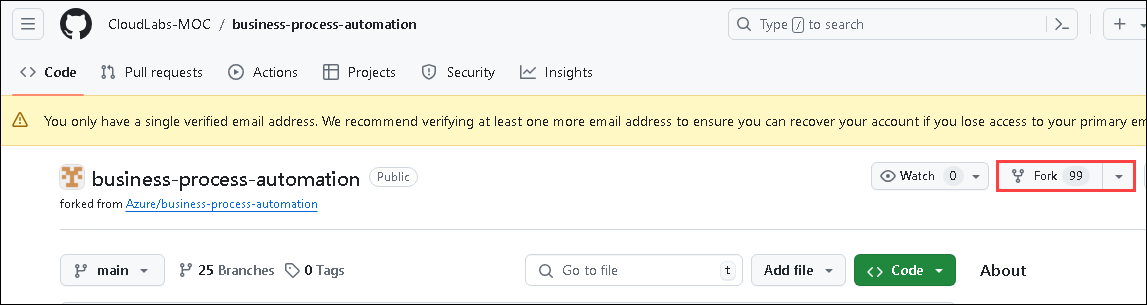 CloudLabs-MOC / business-process-automation Type / to search
Code Pull requests Actions Projects Security Insights
You only have a single verified email address. We recommend verifying at least one more email address to ensure you can recover your account if you lose access to your primary em
business-process-automation Public Watch 0 Fork 99
forked from Azure/business-process-automation
main 25 Branches 0 Tags Go to file t Add file Code About